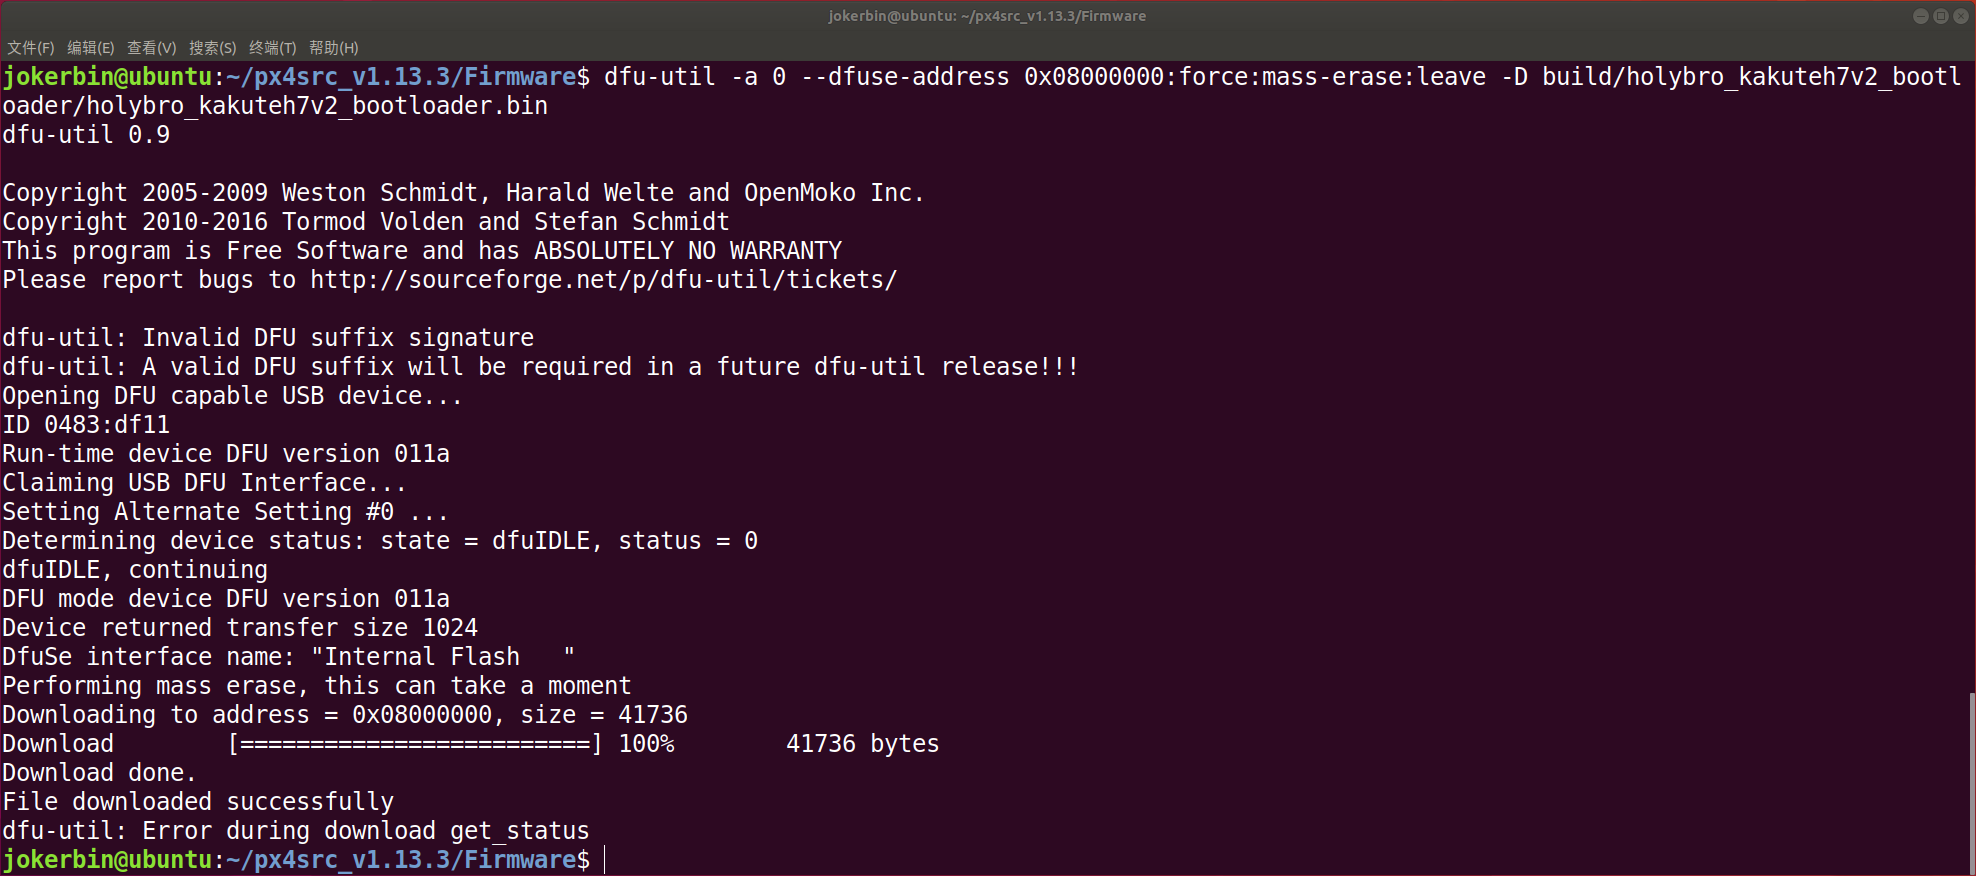 jokerbin@ubuntu: ~/px4src_v1.13.3/Firmware
文件(F) 编辑(E) 查看(V) 搜索(S) 终端(T) 帮助(H)
jokerbin@ubuntu:~/px4src_v1.13.3/Firmware$ dfu-util -a 0 --dfuse-address 0x08000000:force:mass-erase:leave -D build/holybro_kakuteh7v2_bootl
oader/holybro_kakuteh7v2_bootloader.bin
dfu-util 0.9
Copyright 2005-2009 Weston Schmidt, Harald Welte and OpenMoko Inc.
Copyright 2010-2016 Tormod Volden and Stefan Schmidt
This program is Free Software and has ABSOLUTELY NO WARRANTY
Please report bugs to http://sourceforge.net/p/dfu-util/tickets/
dfu-util: Invalid DFU suffix signature
dfu-util: A valid DFU suffix will be required in a future dfu-util release!!!
Opening DFU capable USB device...
ID 0483:df11
Run-time device DFU version 011a
Claiming USB DFU Interface...
Setting Alternate Setting #0 ...
Determining device status: state = dfuIDLE, status = 0
dfuIDLE, continuing
DFU mode device DFU version 011a
Device returned transfer size 1024
DfuSe interface name: "Internal Flash   "
Performing mass erase, this can take a moment
Downloading to address = 0x08000000, size = 41736
Download        [=========================] 100%        41736 bytes
Download done.
File downloaded successfully
dfu-util: Error during download get_status
jokerbin@ubuntu:~/px4src_v1.13.3/Firmware$